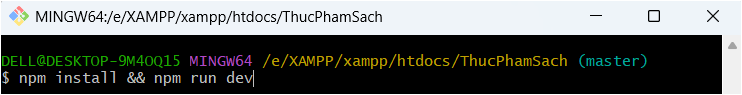 MINGW64:/e/XAMPP/xampp/htdocs/ThucPhamSach
DELL@DESKTOP-9M4OQ15 MINGW64 /e/XAMPP/xampp/htdocs/ThucPhamSach (master)
$ npm install && npm run dev